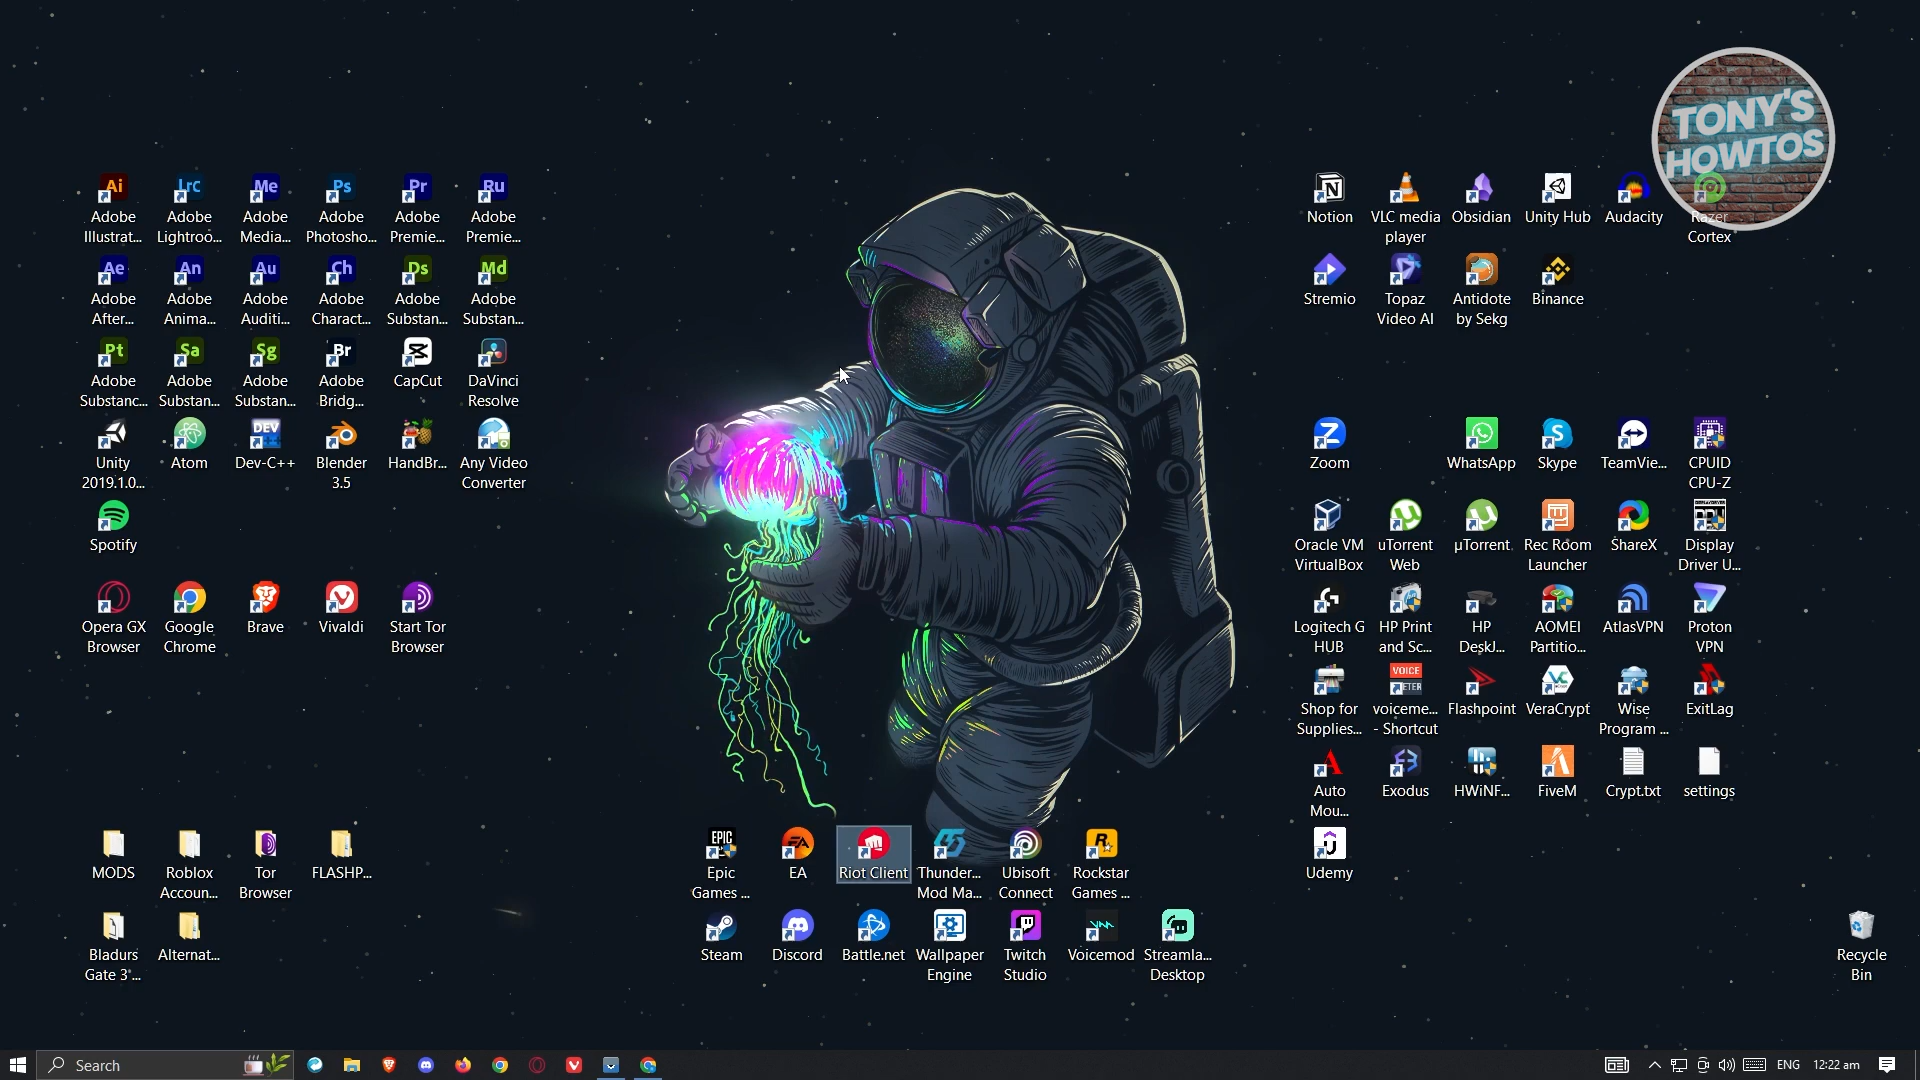 TONY'S
HOWTOS
Ai
LrC
Me
Ps
Pr
Ru
Adobe
Illustrat...
Adobe
Lightroo...
Adobe
Media...
Adobe
Photosho...
Adobe
Premie...
Adobe
Premie...
Notion
VLC media
player
Obsidian
Unity Hub
Audacity
Razer
Cortex
Ae
An
Au
Ch
Ds
Md
Adobe
After...
Adobe
Anima...
Adobe
Auditi...
Adobe
Charact...
Adobe
Substan...
Adobe
Substan...
Stremio
Topaz
Video AI
Antidote
by Sekg
Binance
Pt
Sa
Sg
Br
Adobe
Substanc...
Adobe
Substan...
Adobe
Substan...
Adobe
Bridg...
CapCut
DaVinci
Resolve
DEV
Unity
2019.1.0...
Atom
Dev-C++
Blender
3.5
HandBr...
Any Video
Converter
Zoom
WhatsApp
Skype
TeamVie...
CPUID
CPU-Z
Spotify
Oracle VM
VirtualBox
uTorrent
Web
µTorrent
Rec Room
Launcher
ShareX
Display
Driver U...
Opera GX
Browser
Google
Chrome
Brave
Vivaldi
Start Tor
Browser
Logitech G
HUB
HP Print
and Sc...
HP
DeskJ...
AOMEI
Partitio...
AtlasVPN
Proton
VPN
VOICE
Shop for
Supplies...
voiceme...
- Shortcut
Flashpoint
VeraCrypt
Wise
Program ...
ExitLag
Auto
Mou...
Exodus
HWiNF...
FiveM
Crypt.txt
settings
MODS
Roblox
Accoun...
Tor
Browser
FLASHP...
EPIC
Epic
Games ...
EA
Riot Client
Thunder...
Mod Ma...
Ubisoft
Connect
Rockstar
Games ...
Udemy
Bladurs
Gate 3 ...
Alternat...
Steam
Discord
Battle.net
Wallpaper
Engine
Twitch
Studio
Voicemod
Streamla...
Desktop
Recycle
Bin
Search
ENG
12:22 am